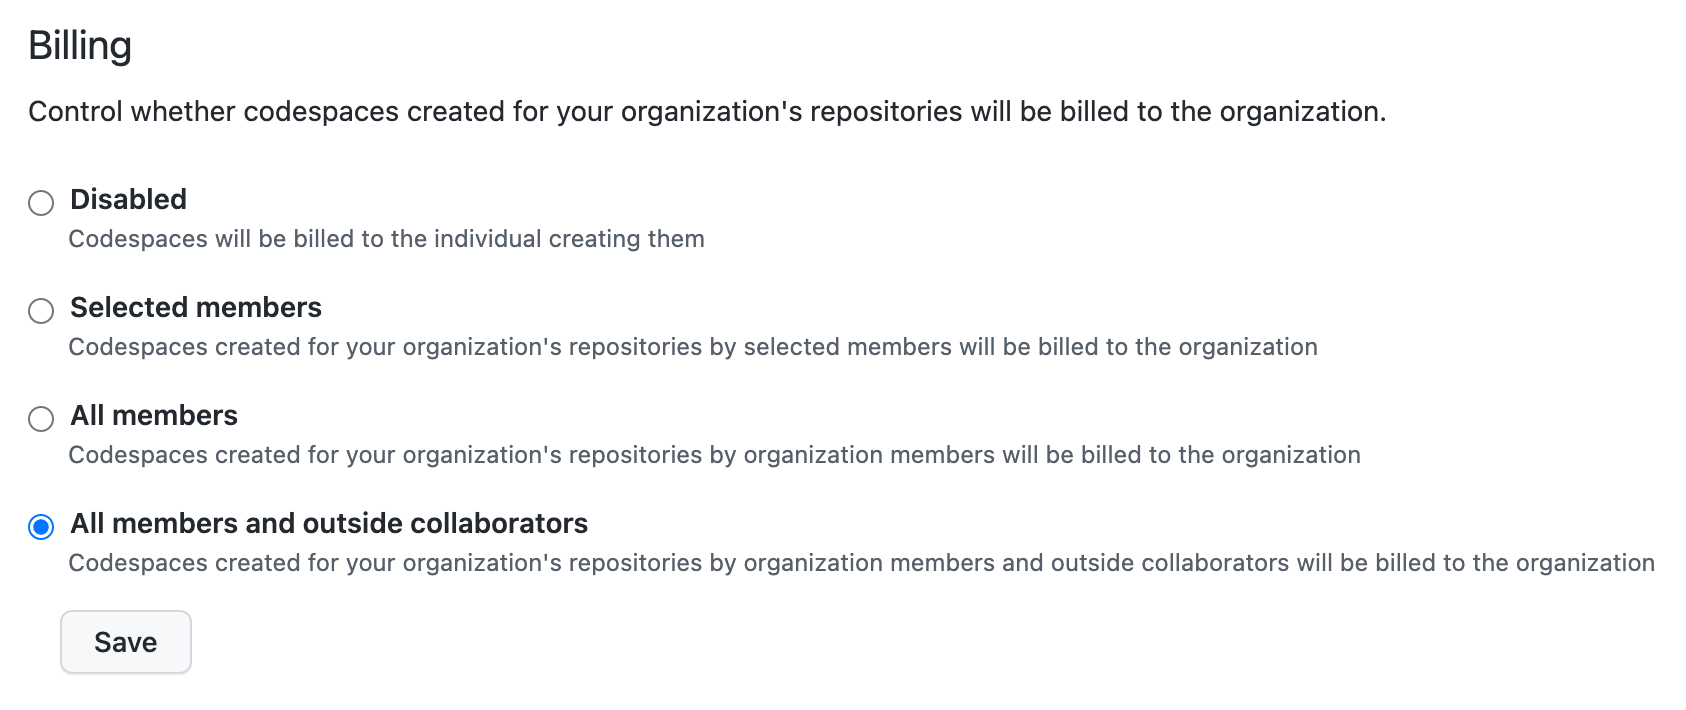 Billing
Control whether codespaces created for your organization's repositories will be billed to the organization.
Disabled
Codespaces will be billed to the individual creating them
Selected members
Codespaces created for your organization's repositories by selected members will be billed to the organization
All members
Codespaces created for your organization's repositories by organization members will be billed to the organization
All members and outside collaborators
Codespaces created for your organization's repositories by organization members and outside collaborators will be billed to the organization
Save